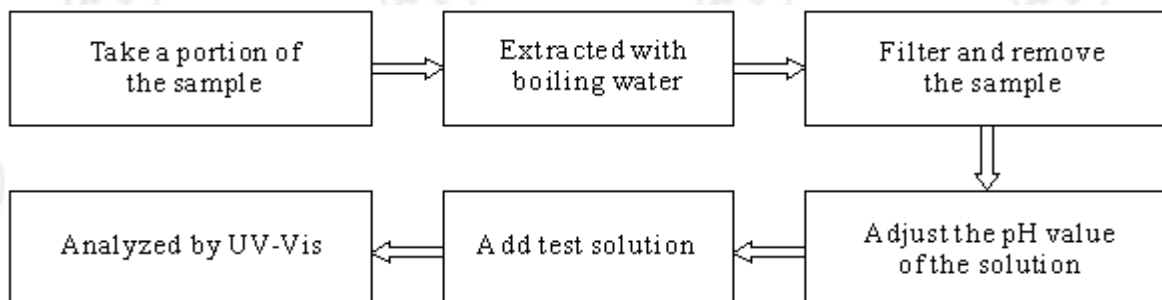 Take a portion of
the sample
Extracted with
boiling water
Filter and remove
the sample
Adjust the pH value
of the solution
Add test solution
Analyzed by UV-Vis